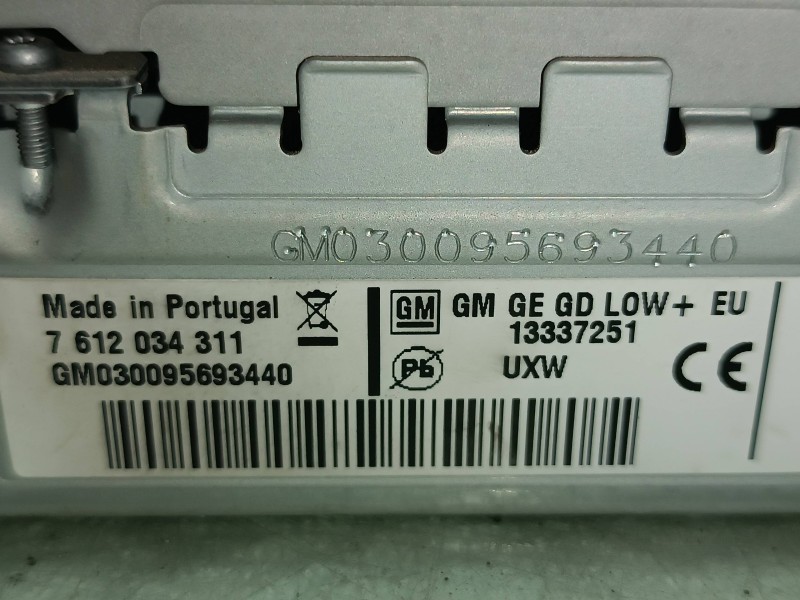 GM030095693440
Made in Portugal
7 612 034 311
GM030095693440
GM
GM GE GD LOW+ EU
13337251
Pb
UXW
CE